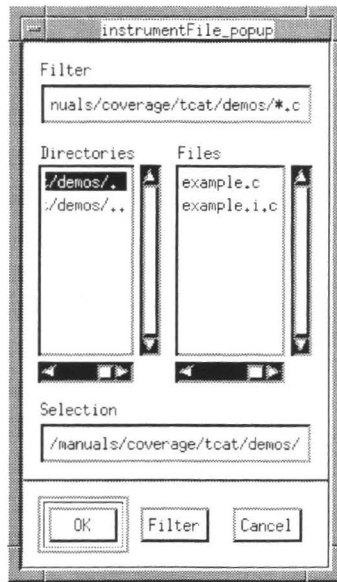 instrumentFile_popup
Filter
nuals/coverage/tcat/demos/*.c
Directories Files
:/demos/. example.c
:/demos/.. example.i.c
Selection
/manuals/coverage/tcat/demos/
OK Filter Cancel